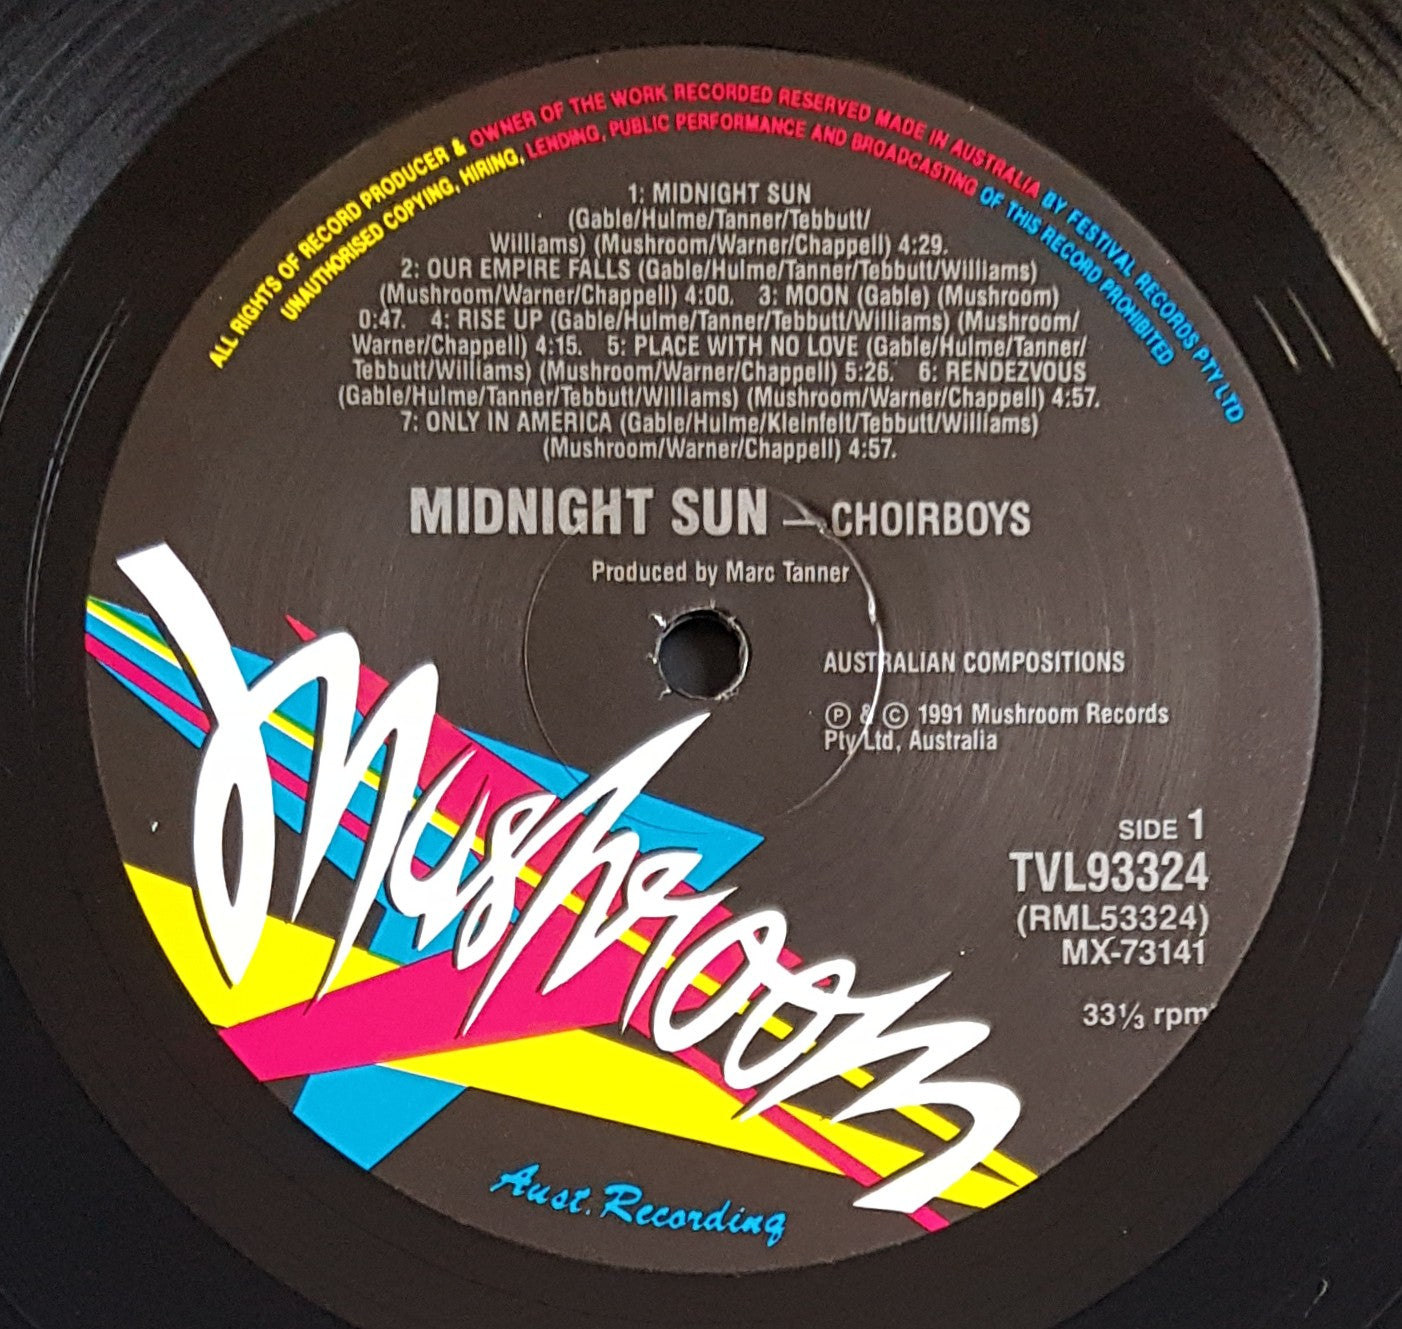 ALL RIGHTS OF RECORD PRODUCER & OWNER OF THE WORK RECORDED RESERVED MADE IN AUSTRALIA BY FESTIVAL RECORDS PTY LTD
UNAUTHORISED COPYING, HIRING, LENDING, PUBLIC PERFORMANCE AND BROADCASTING OF THIS RECORD PROHIBITED
1: MIDNIGHT SUN
(Gable/Hulme/Tanner/Tebbutt/
Williams) (Mushroom/Warner/Chappell) 4:29.
2: OUR EMPIRE FALLS (Gable/Hulme/Tanner/Tebbutt/Williams)
(Mushroom/Warner/Chappell) 4:00. 3: MOON (Gable) (Mushroom)
0:47. 4: RISE UP (Gable/Hulme/Tanner/Tebbutt/Williams) (Mushroom/
Warner/Chappell) 4:15. 5: PLACE WITH NO LOVE (Gable/Hulme/Tanner/
Tebbutt/Williams) (Mushroom/Warner/Chappell) 5:26. 6: RENDEZVOUS
(Gable/Hulme/Tanner/Tebbutt/Williams) (Mushroom/Warner/Chappell) 4:57.
7: ONLY IN AMERICA (Gable/Hulme/Kleinfelt/Tebbutt/Williams)
(Mushroom/Warner/Chappell) 4:57.
MIDNIGHT SUN – CHOIRBOYS
Produced by Marc Tanner
AUSTRALIAN COMPOSITIONS
Ⓟ & © 1991 Mushroom Records
Pty Ltd, Australia
SIDE 1
TVL93324
(RML53324)
MX-73141
33⅓ rpm
Mushroom
Aust. Recording